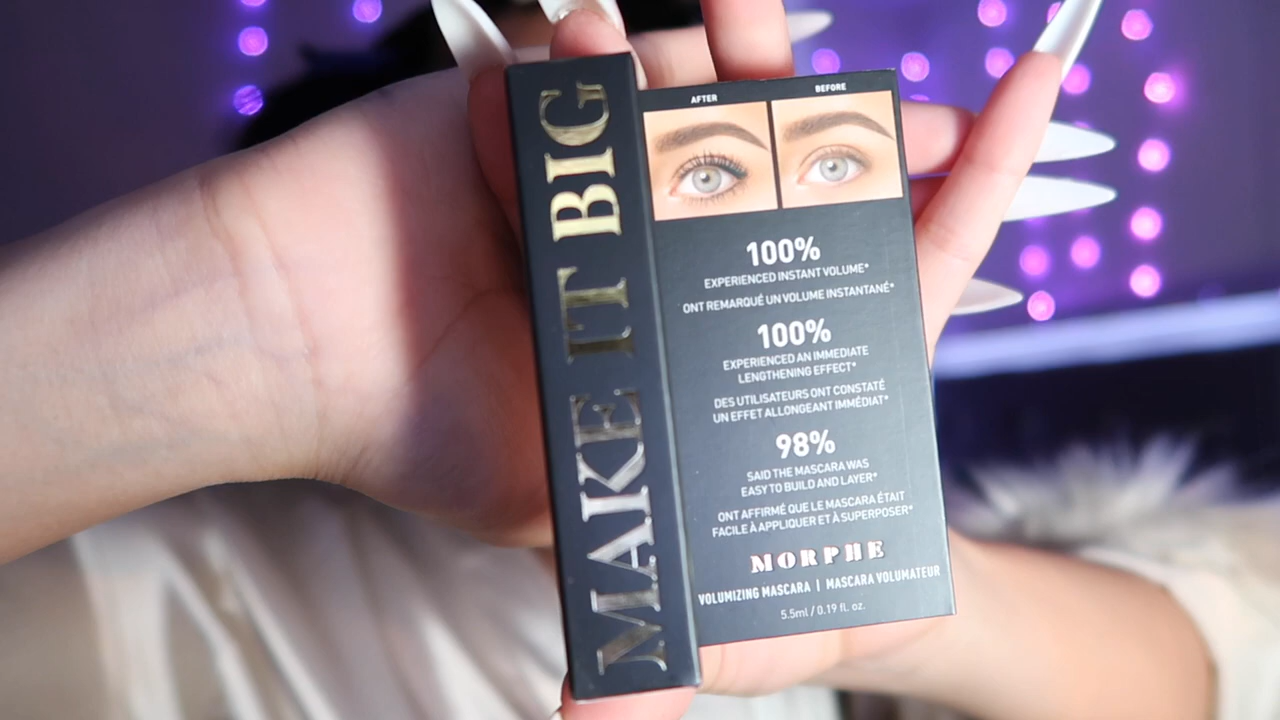 MAKE IT BIG
AFTER
BEFORE
100%
EXPERIENCED INSTANT VOLUME*
ONT REMARQUÉ UN VOLUME INSTANTANÉ*
100%
EXPERIENCED AN IMMEDIATE
LENGTHENING EFFECT*
DES UTILISATEURS ONT CONSTATÉ
UN EFFET ALLONGEANT IMMÉDIAT*
98%
SAID THE MASCARA WAS
EASY TO BUILD AND LAYER*
ONT AFFIRMÉ QUE LE MASCARA ÉTAIT
FACILE À APPLIQUER ET À SUPERPOSER*
MORPHE
VOLUMIZING MASCARA | MASCARA VOLUMATEUR
5.5ml / 0.19 fl. oz.